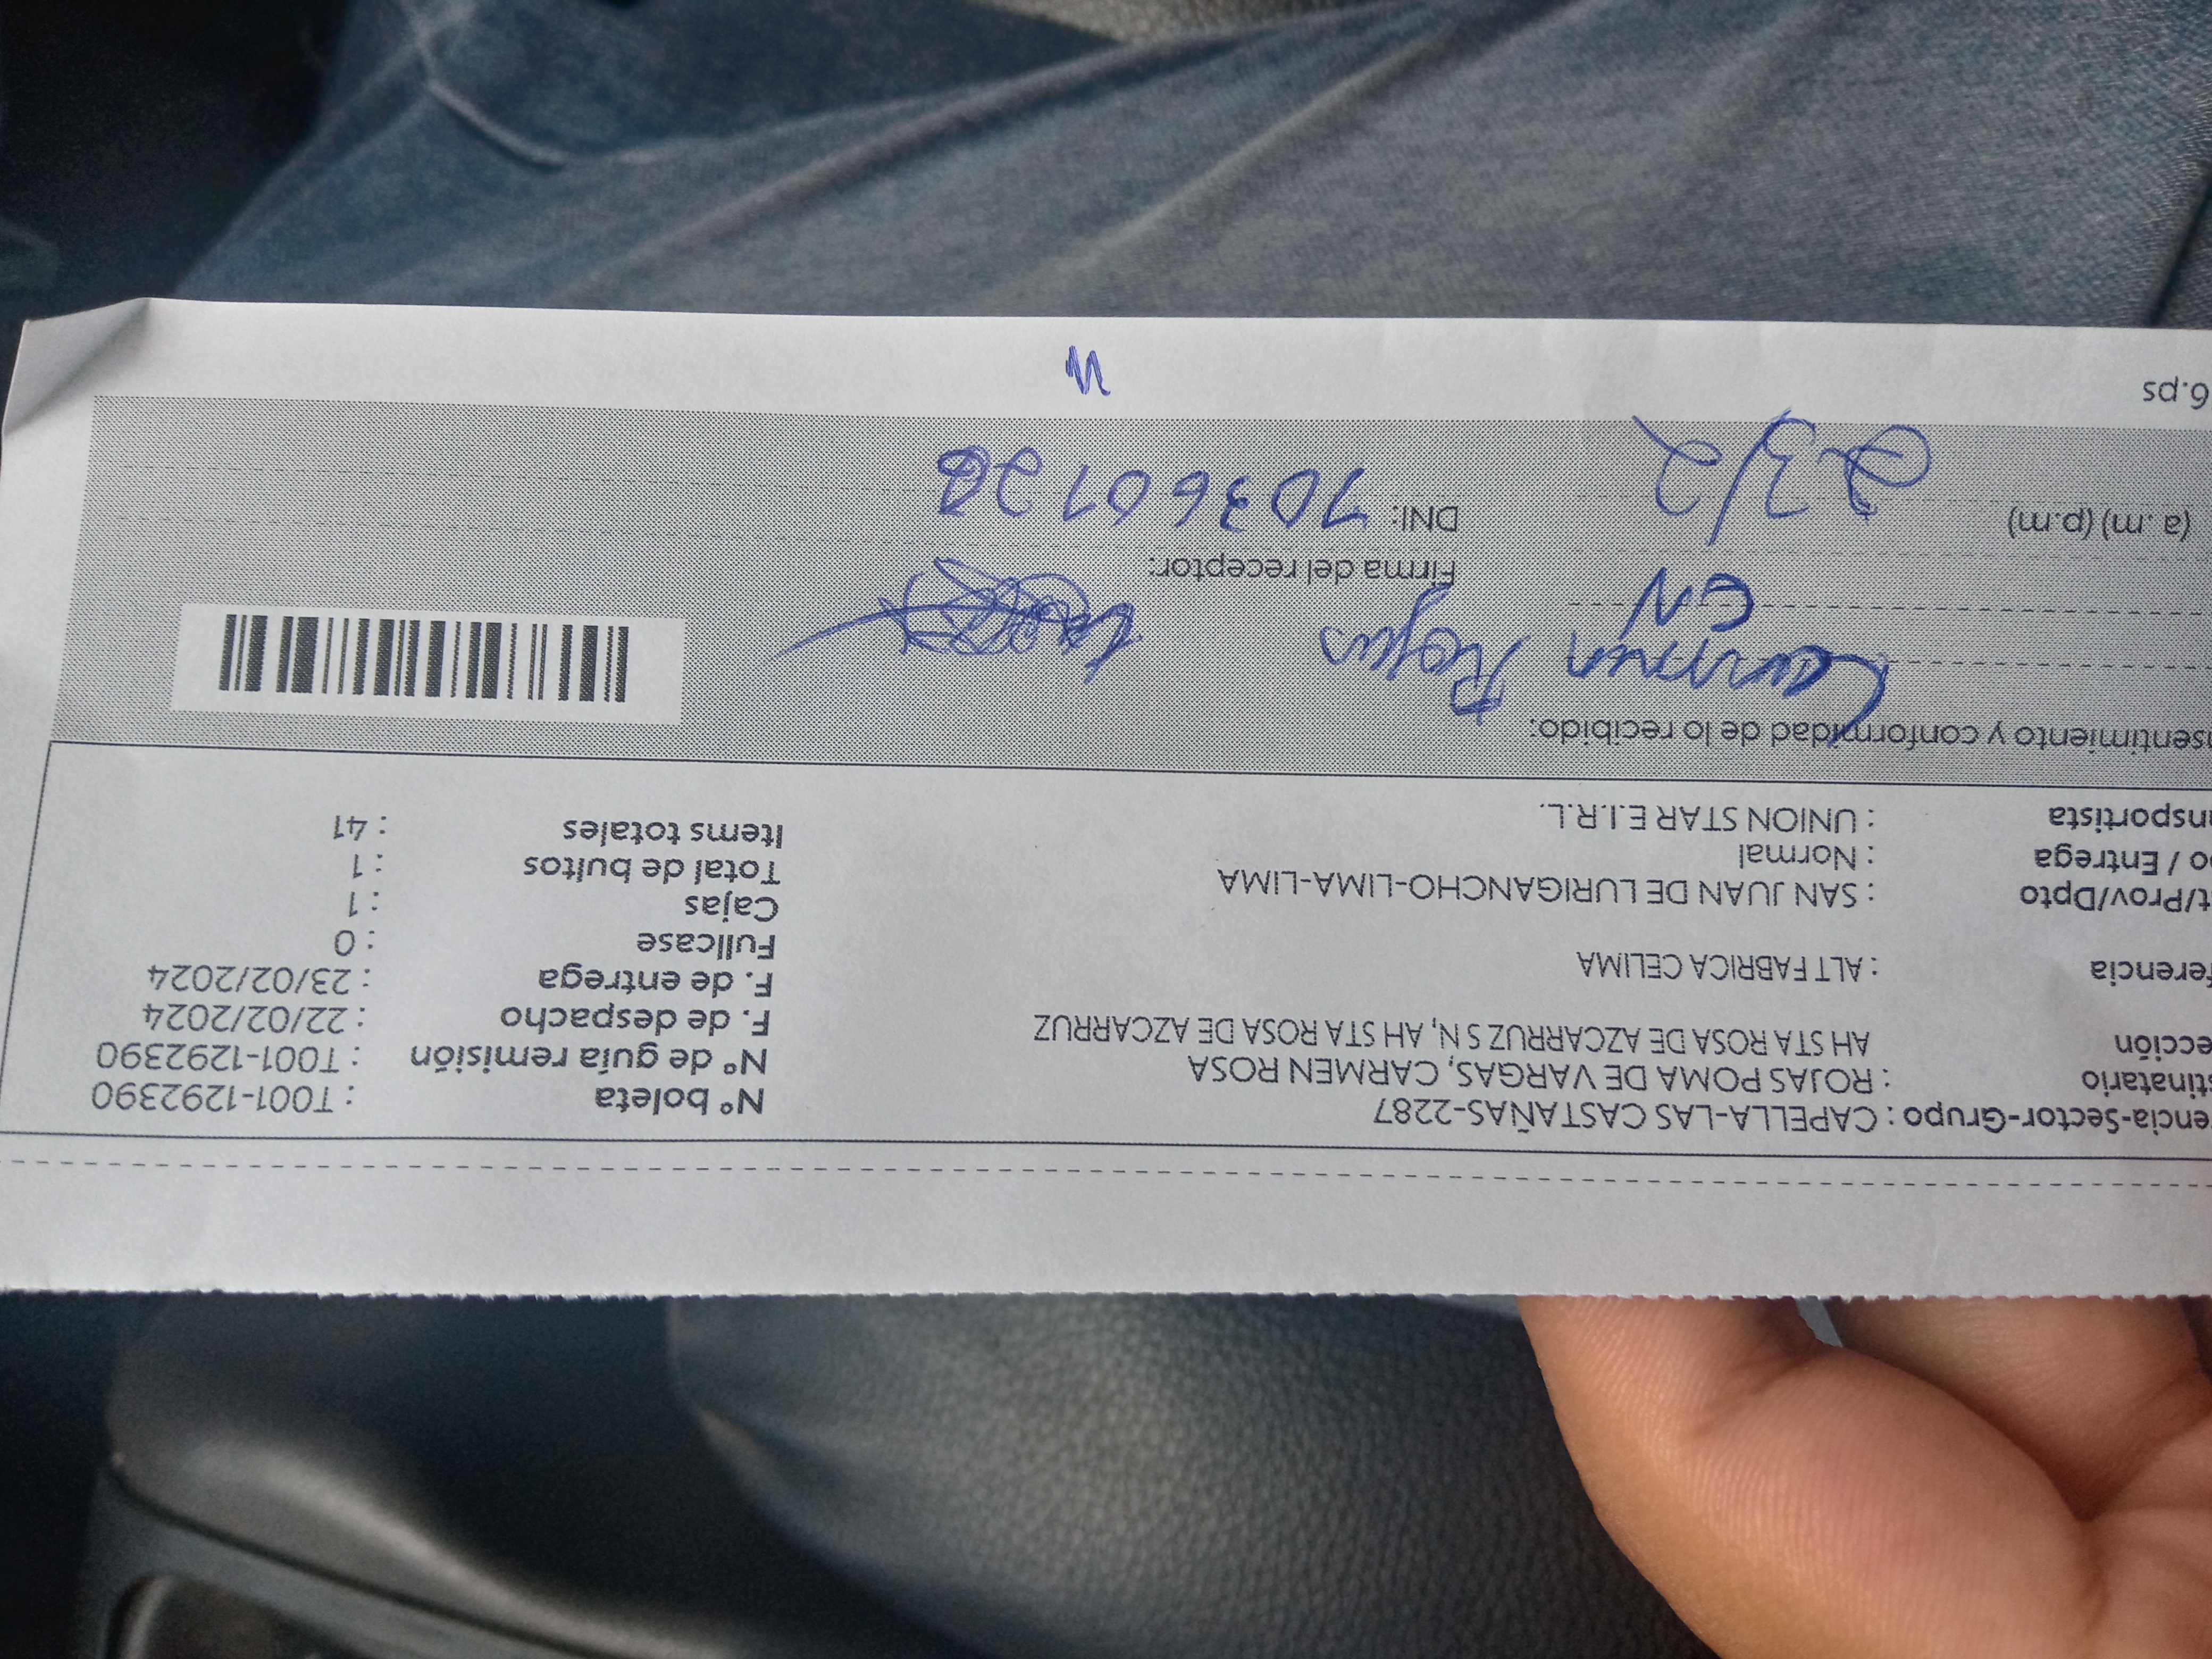 encia-Sector-Grupo : CAPELLA-LAS CASTAÑAS-2287
stinatario : ROJAS POMA DE VARGAS, CARMEN ROSA
ección AH STA ROSA DE AZCARRUZ S N, AH STA ROSA DE AZCARRUZ
ferencia : ALT FABRICA CELIMA
t/Prov/Dpto : SAN JUAN DE LURIGANCHO-LIMA-LIMA
po / Entrega : Normal
nsportista : UNION STAR E.I.R.L.
N° boleta : T001-1292390
N° de guía remisión : T001-1292390
F. de despacho : 22/02/2024
F. de entrega : 23/02/2024
Fullcase : 0
Cajas : 1
Total de bultos : 1
Items totales : 41
nsentimiento y conformidad de lo recibido:
Carmen Rojas
EN
Firma del receptor:
(a .m) (p.m) 23/2
DNI:
6.ps